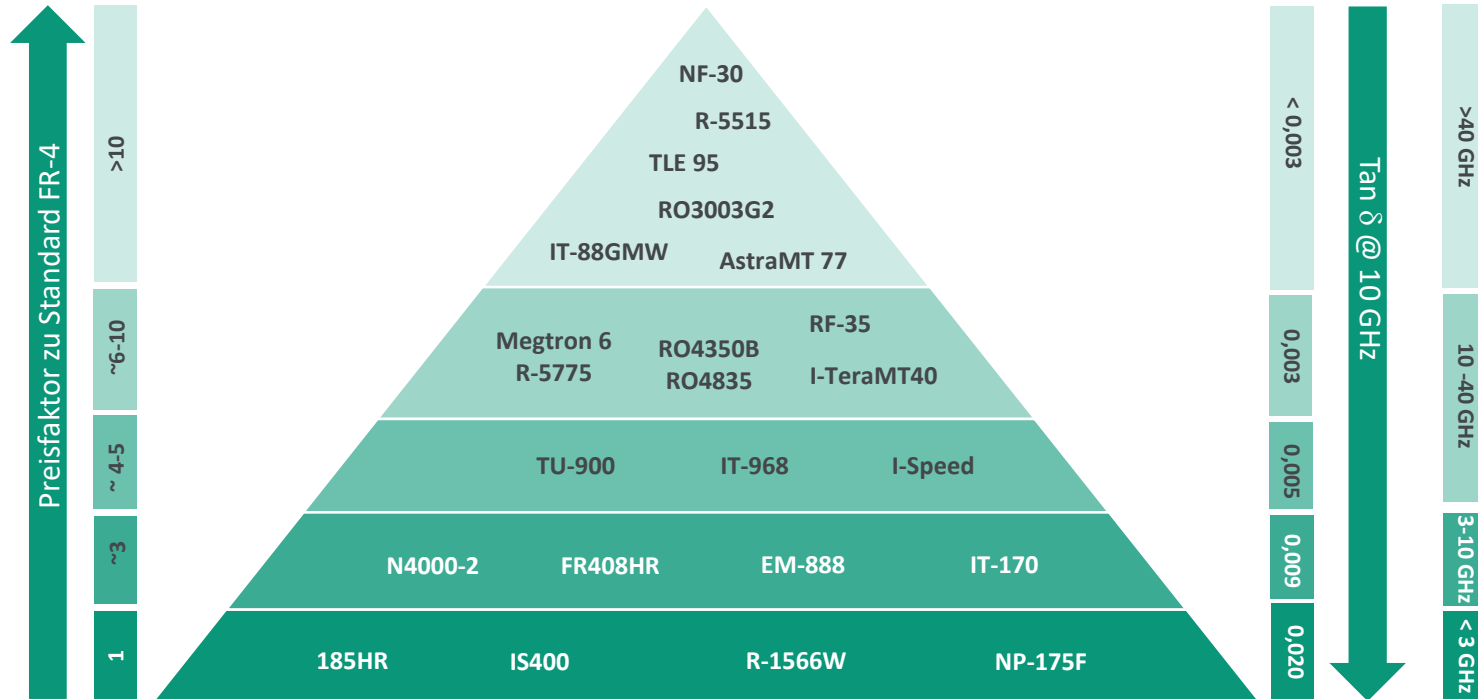 Preisfaktor zu Standard FR-4
>10
~6-10
~ 4-5
~3
1
NF-30
R-5515
TLE 95
RO3003G2
IT-88GMW
AstraMT 77
Megtron 6
R-5775
RO4350B
RO4835
RF-35
I-TeraMT40
TU-900
IT-968
I-Speed
N4000-2
FR408HR
EM-888
IT-170
185HR
IS400
R-1566W
NP-175F
< 0,003
0,003
0,005
0,009
0,020
Tan δ @ 10 GHz
>40 GHz
10 -40 GHz
3-10 GHz
< 3 GHz